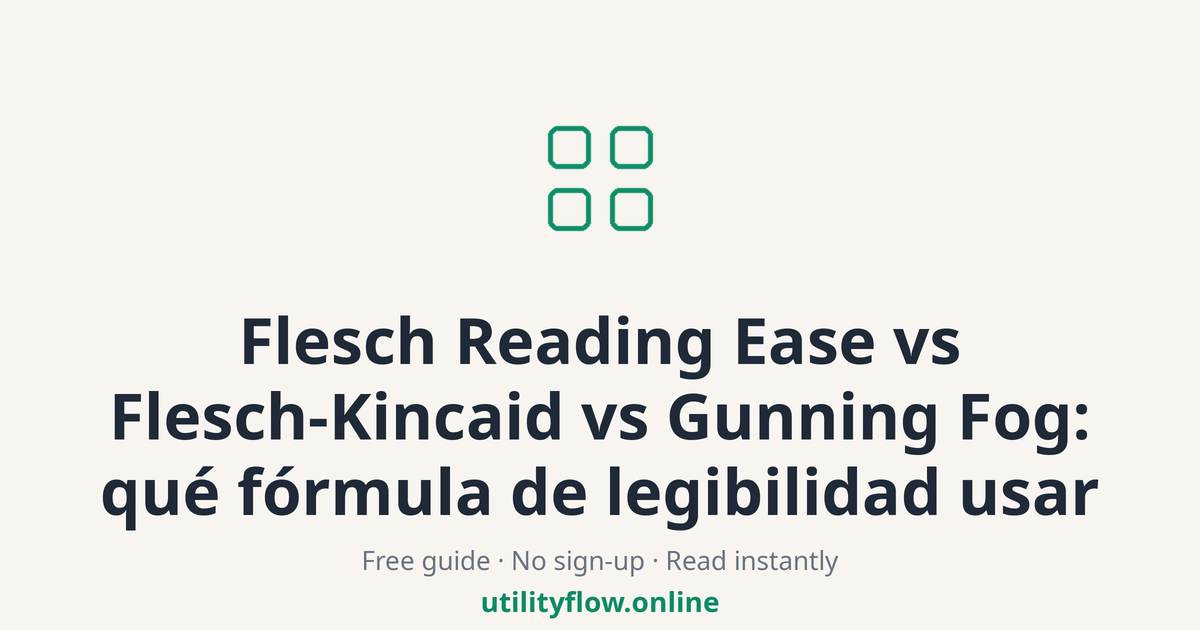 Flesch Reading Ease vs
Flesch-Kincaid vs Gunning Fog:
qué fórmula de legibilidad usar
Free guide · No sign-up · Read instantly
utilityflow.online